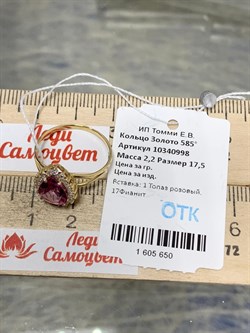 ИП Томми Е.В.
Кольцо Золото 585°
Артикул 10340998
Масса 2,2 Размер 17,5
Цена за гр.
Цена за изд.
Вставка: 1 Топаз розовый,
17Фианит
ОТК
1 605 650
Леди
Самоцвет
Леди
Самоцвет